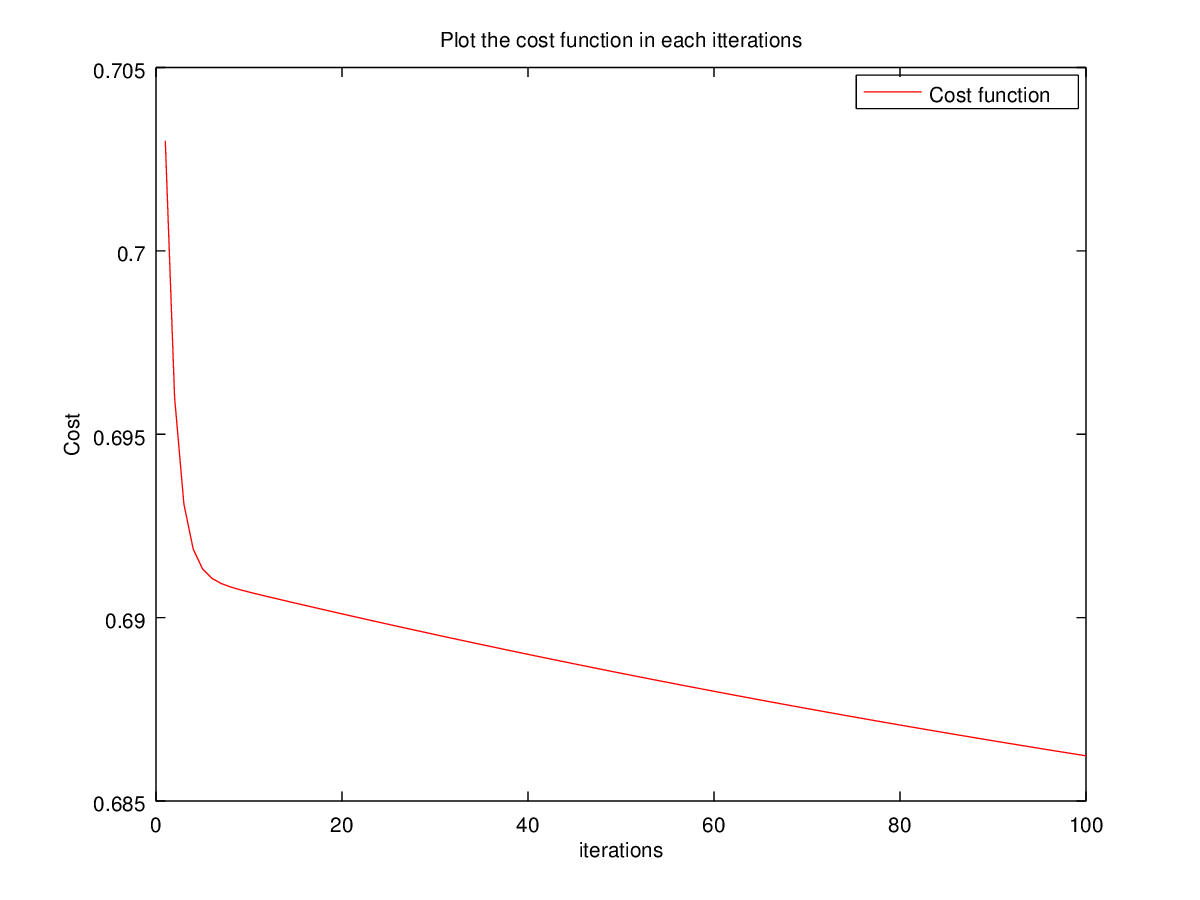 Plot the cost function in each itterations
0.705
Cost function
0.7
0.695
Cost
0.69
0.685
0 20 40 60 80 100
iterations